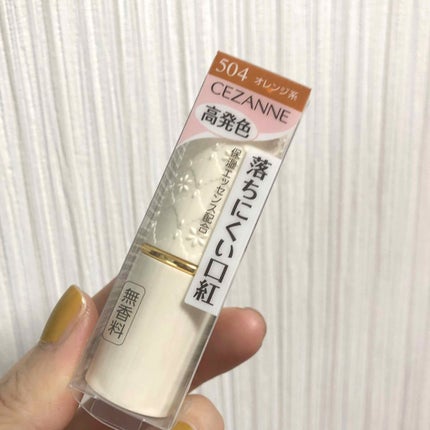 504 オレンジ系
CEZANNE
高発色
落ちにくい口紅
保湿エッセンス配合
無香料